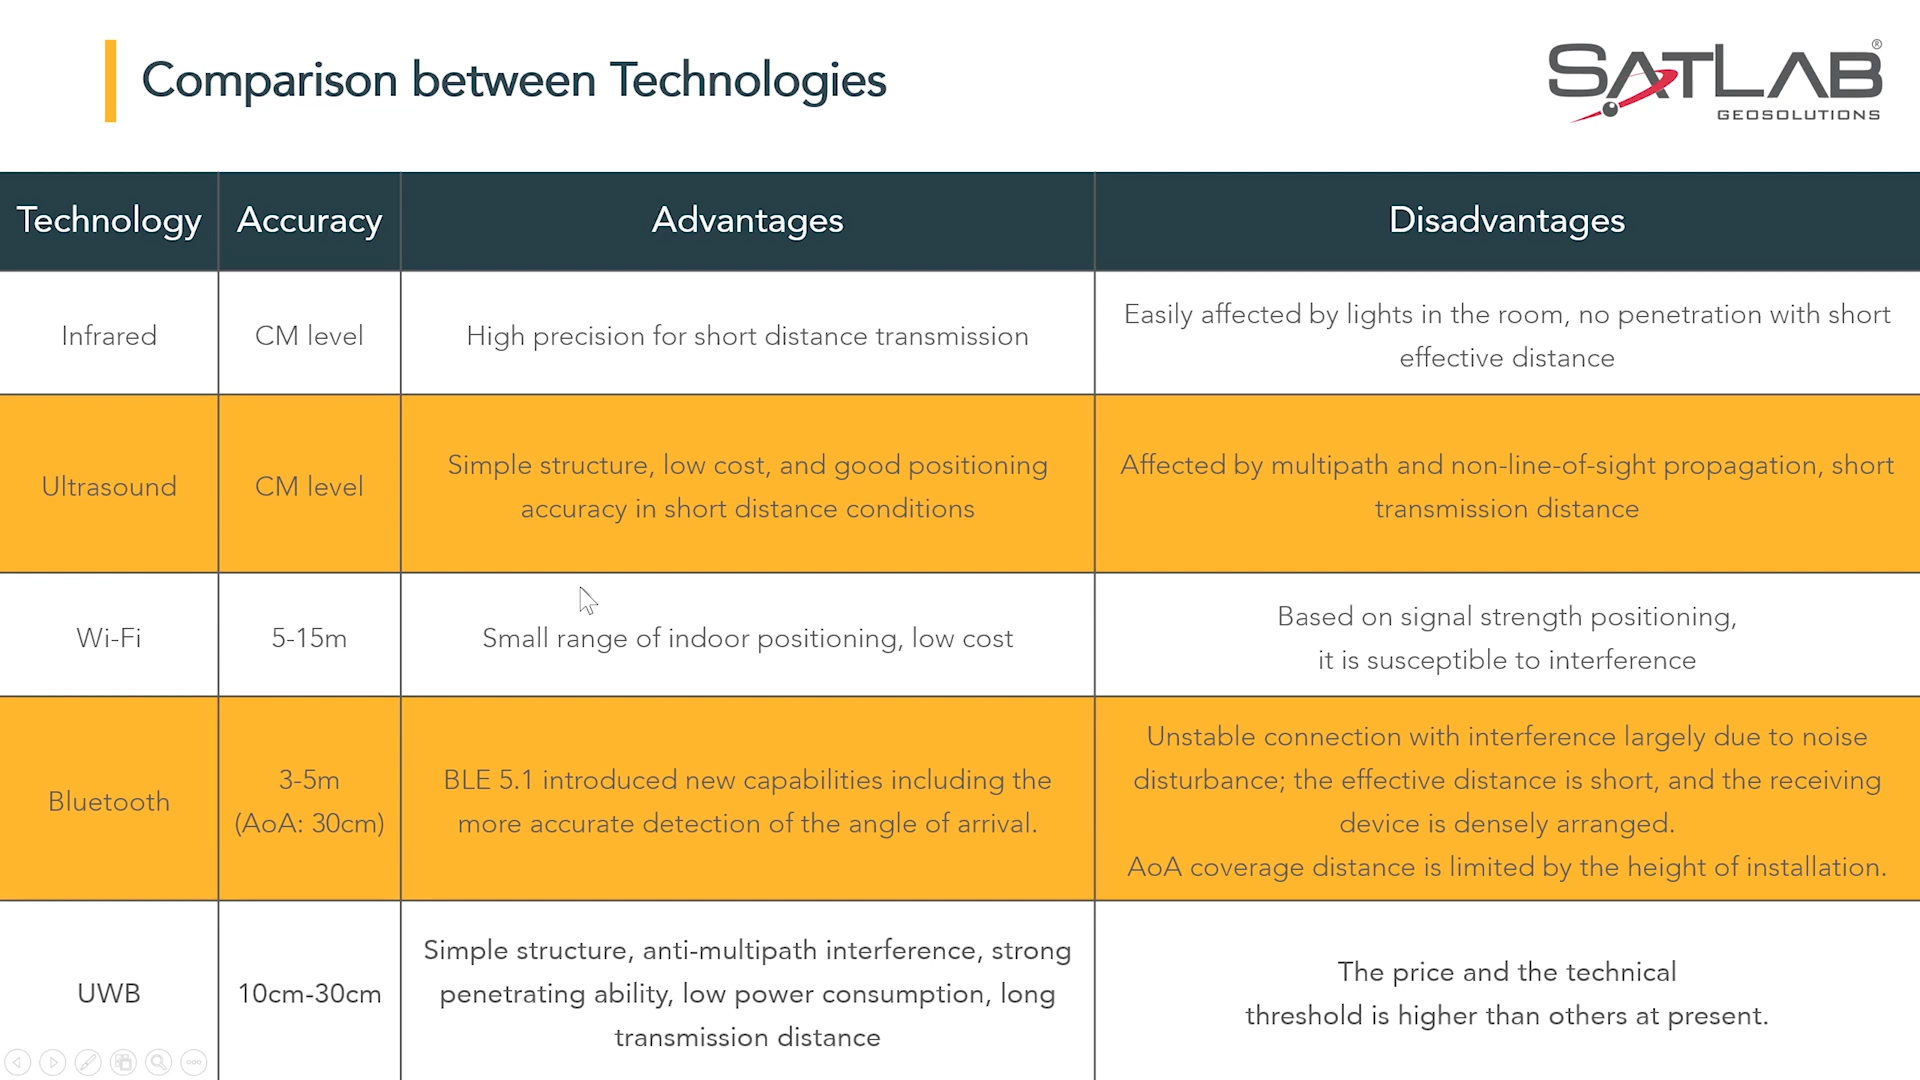 Comparison between Technologies
SATLAB®
GEOSOLUTIONS
Technology
Accuracy
Advantages
Disadvantages
Infrared
CM level
High precision for short distance transmission
Easily affected by lights in the room, no penetration with short
effective distance
Ultrasound
CM level
Simple structure, low cost, and good positioning
accuracy in short distance conditions
Affected by multipath and non-line-of-sight propagation, short
transmission distance
Wi-Fi
5-15m
Small range of indoor positioning, low cost
Based on signal strength positioning,
it is susceptible to interference
Bluetooth
3-5m
(AoA: 30cm)
BLE 5.1 introduced new capabilities including the
more accurate detection of the angle of arrival.
Unstable connection with interference largely due to noise
disturbance; the effective distance is short, and the receiving
device is densely arranged.
AoA coverage distance is limited by the height of installation.
UWB
10cm-30cm
Simple structure, anti-multipath interference, strong
penetrating ability, low power consumption, long
transmission distance
The price and the technical
threshold is higher than others at present.